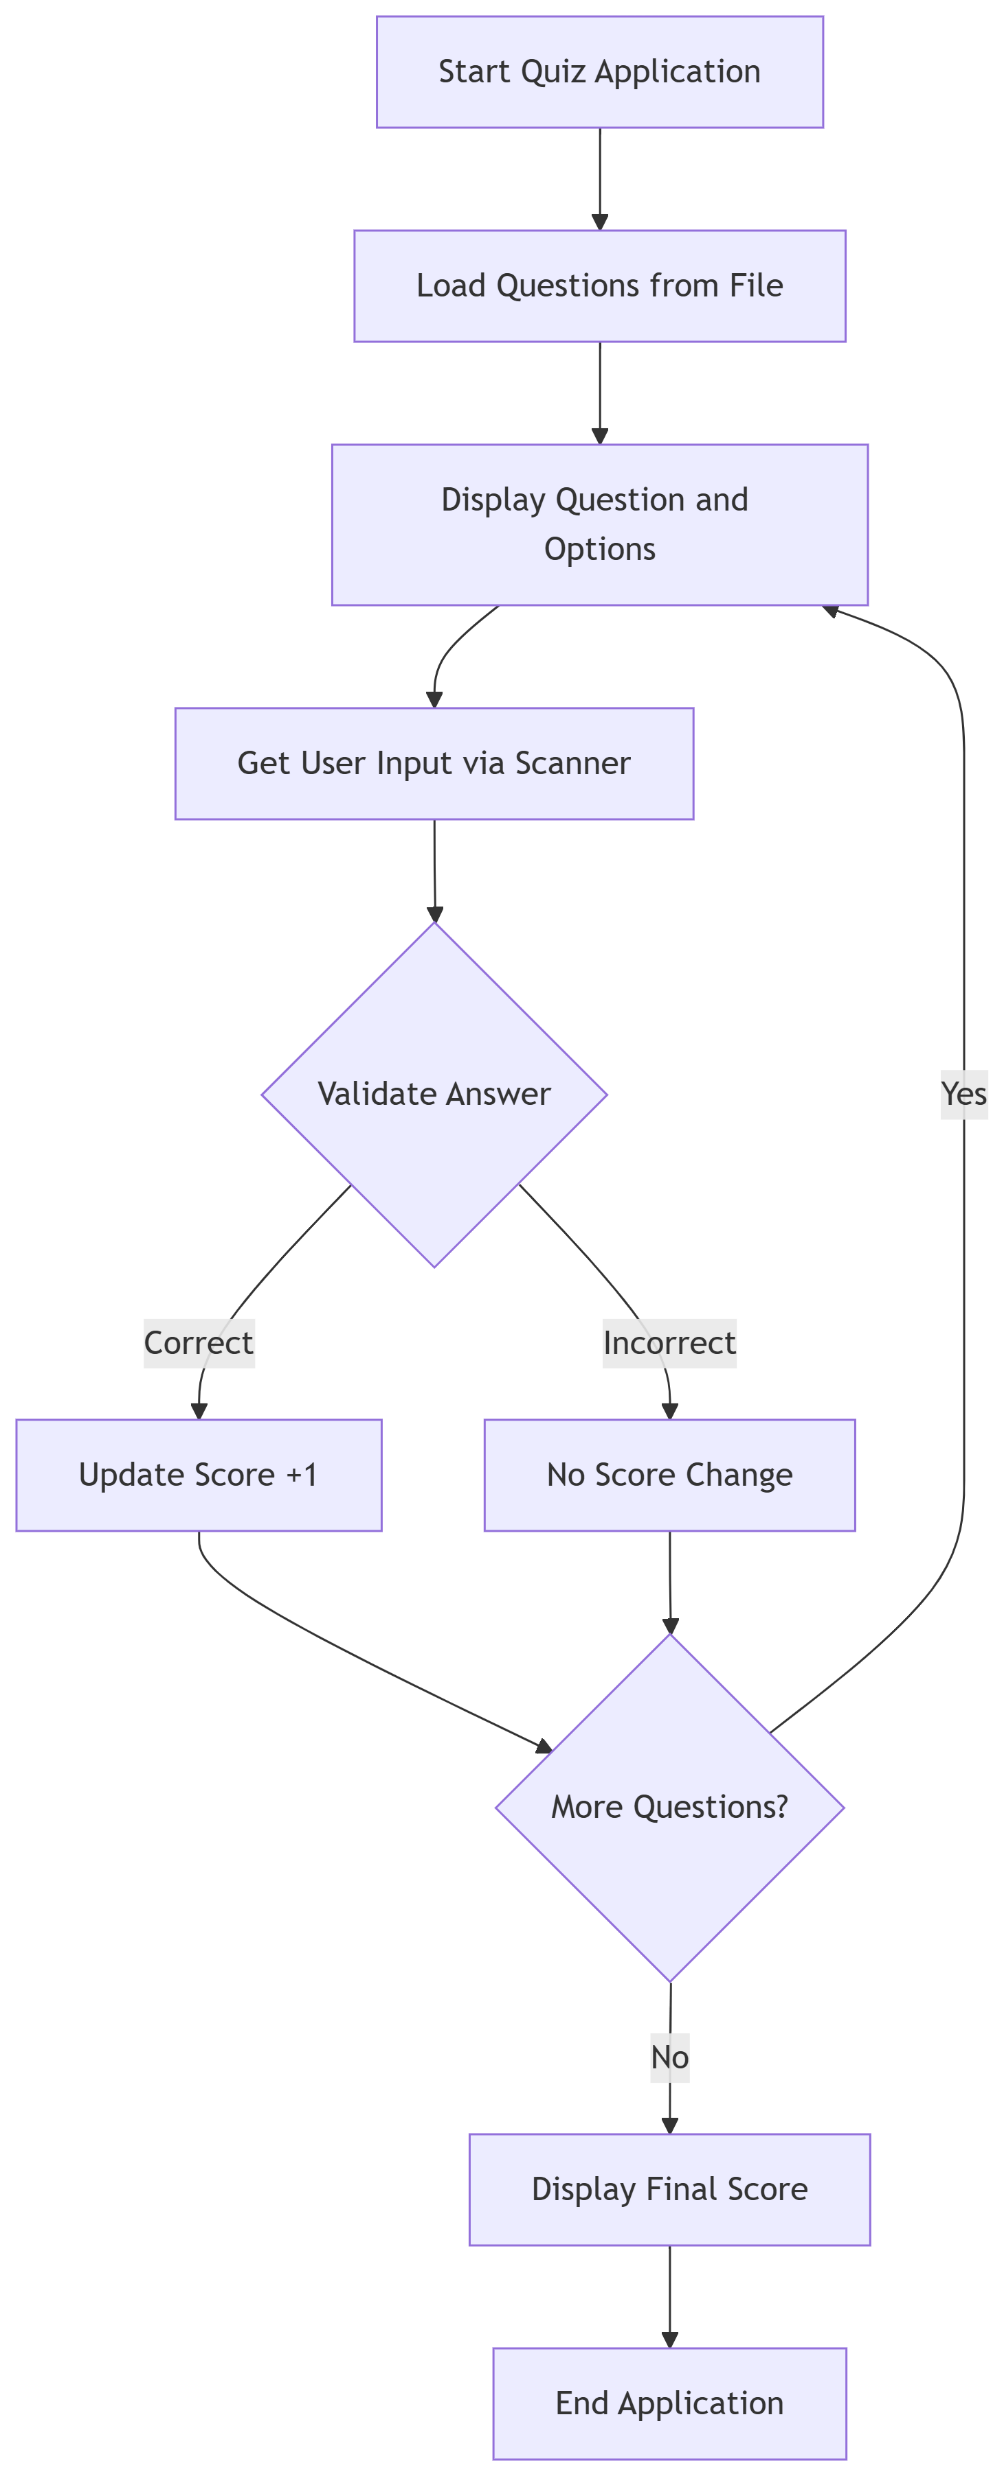 Start Quiz Application
Load Questions from File
Display Question and
Options
Get User Input via Scanner
Validate Answer
Yes
Correct
Incorrect
Update Score +1
No Score Change
More Questions?
No
Display Final Score
End Application